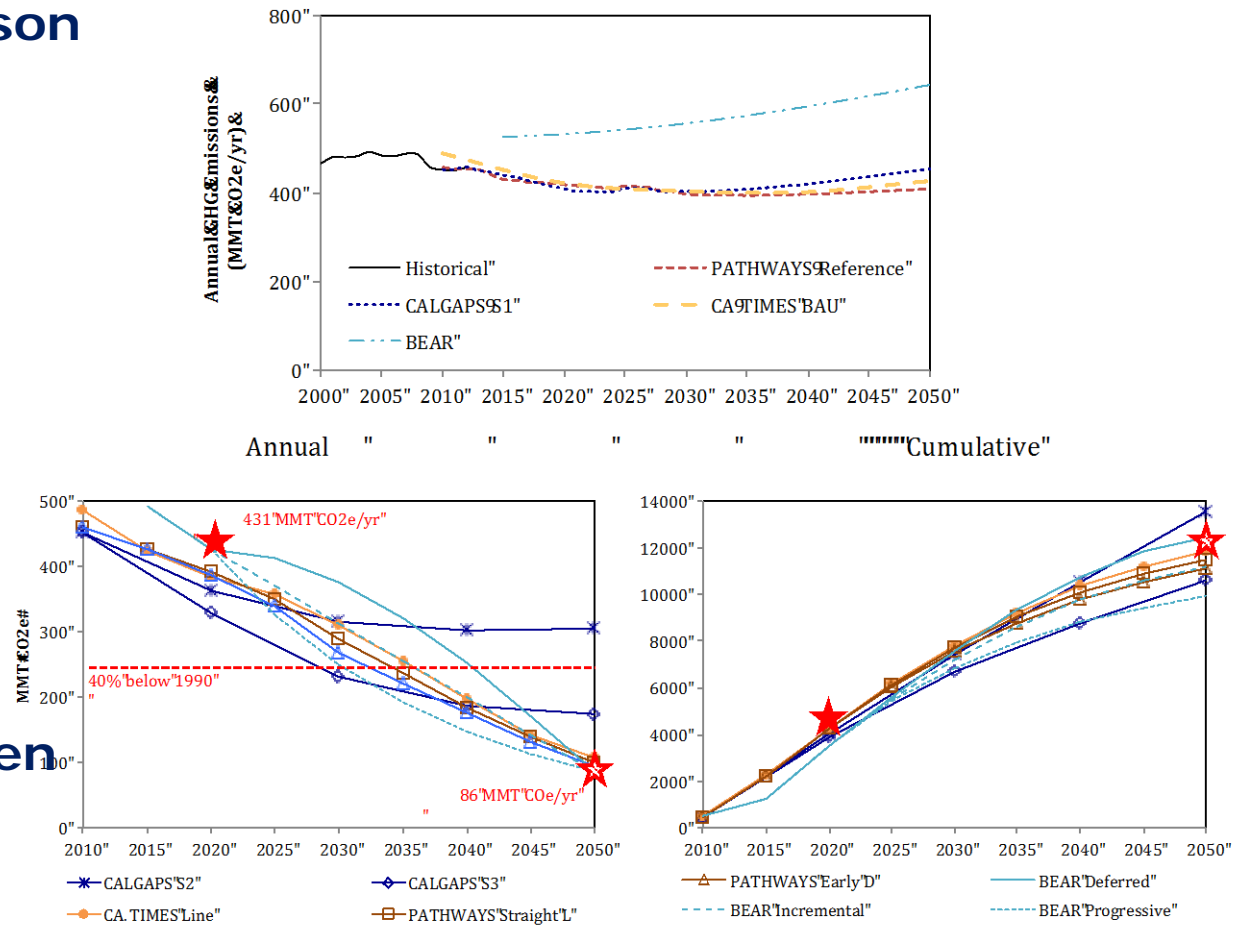 son
800"
600"
400"
200"
0"
Annual&GHG&Emissions&
(MMT&CO2e/yr)&
Historical"
PATHWAYS9Reference"
CALGAPS9S1"
CA9TIMES"BAU"
BEAR"
2000" 2005" 2010" 2015" 2020" 2025" 2030" 2035" 2040" 2045" 2050"
Annual " " " " """"""Cumulative"
500"
400"
300"
200"
100"
0"
MMT#CO2e#
431"MMT"CO2e/yr"
40%"below"1990"
"
86"MMT"COe/yr"
"
en
2010" 2015" 2020" 2025" 2030" 2035" 2040" 2045" 2050"
14000"
12000"
10000"
8000"
6000"
4000"
2000"
0"
2010" 2015" 2020" 2025" 2030" 2035" 2040" 2045" 2050"
CALGAPS"S2"
CALGAPS"S3"
PATHWAYS"Early"D"
BEAR"Deferred"
CA. TIMES"Line"
PATHWAYS"Straight"L"
BEAR"Incremental"
BEAR"Progressive"